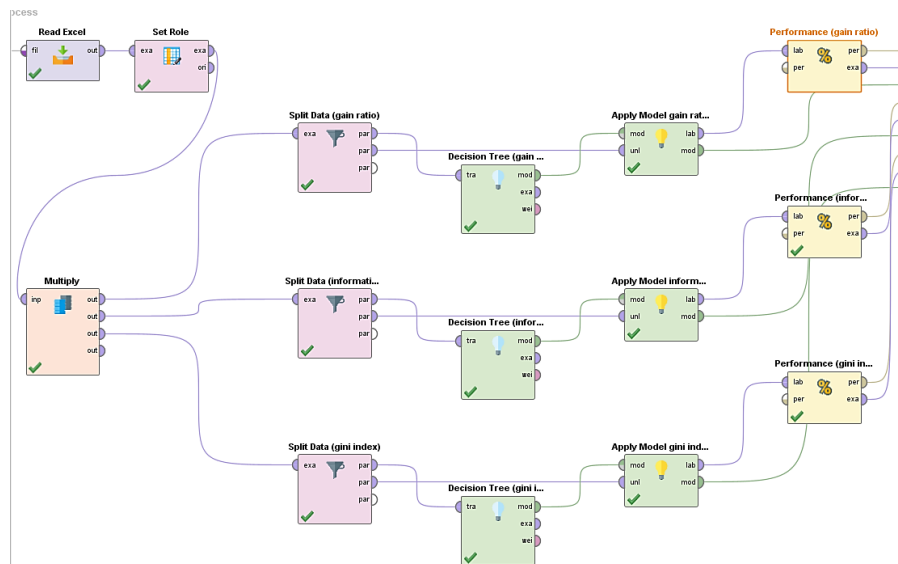 ocess
Read Excel
fil out
Set Role
exa exa
ori
Performance (gain ratio)
lab per
per exa
Split Data (gain ratio)
exa par
par
par
Apply Model gain rat...
mod lab
unl mod
Decision Tree (gain ...
tra mod
exa
wei
Performance (infor...
lab per
per exa
Multiply
inp out
out
out
out
Split Data (informati...
exa par
par
par
Apply Model inform...
mod lab
unl mod
Decision Tree (infor...
tra mod
exa
wei
Performance (gini in...
lab per
per exa
Split Data (gini index)
exa par
par
par
Apply Model gini ind...
mod lab
unl mod
Decision Tree (gini i...
tra mod
exa
wei